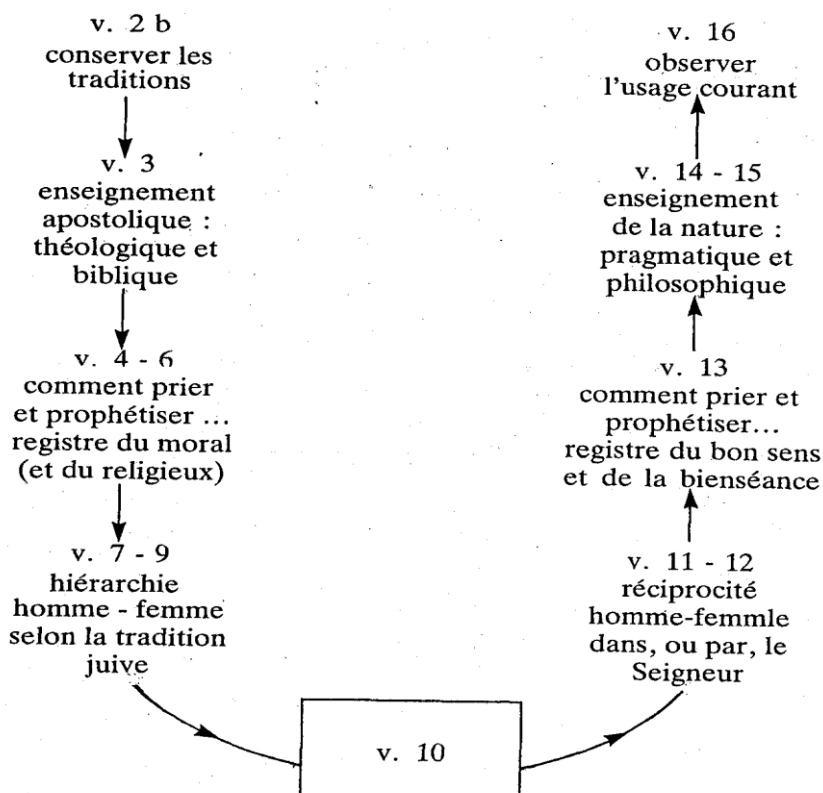 v. 2 b
conserver les
traditions
v. 3
enseignement
apostolique :
théologique et
biblique
v. 4 - 6
comment prier
et prophétiser ...
registre du moral
(et du religieux)
v. 7 - 9
hiérarchie
homme - femme
selon la tradition
juive
v. 10
v. 11 - 12
réciprocité
homme-femmle
dans, ou par, le
Seigneur
v. 13
comment prier et
prophétiser...
registre du bon sens
et de la bienséance
v. 14 - 15
enseignement
de la nature :
pragmatique et
philosophique
v. 16
observer
l'usage courant